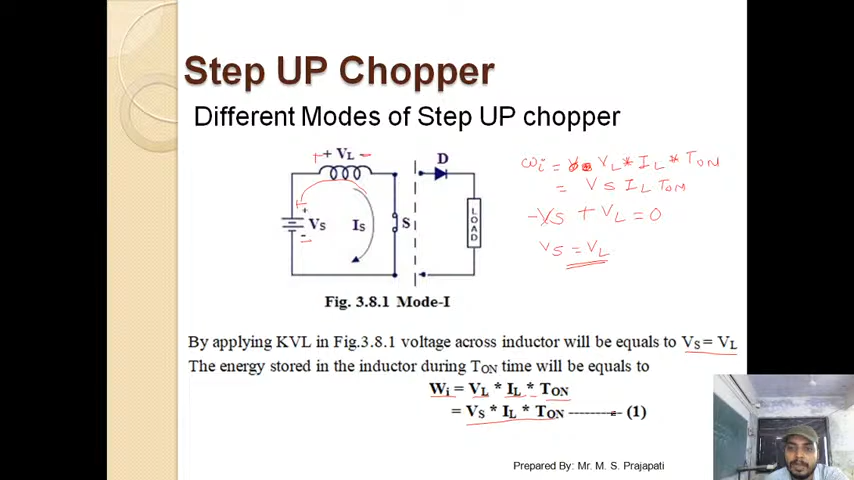 Step UP Chopper
Different Modes of Step UP chopper
+ VL -
D
+
VS
-
IS
S
LOAD
Fig. 3.8.1 Mode-I
Wi = VL * IL * TON
= VS IL TON
-VS + VL = 0
VS = VL
By applying KVL in Fig.3.8.1 voltage across inductor will be equals to VS = VL
The energy stored in the inductor during TON time will be equals to
Wi = VL * IL * TON
= VS * IL * TON ---------- (1)
Prepared By: Mr. M. S. Prajapati